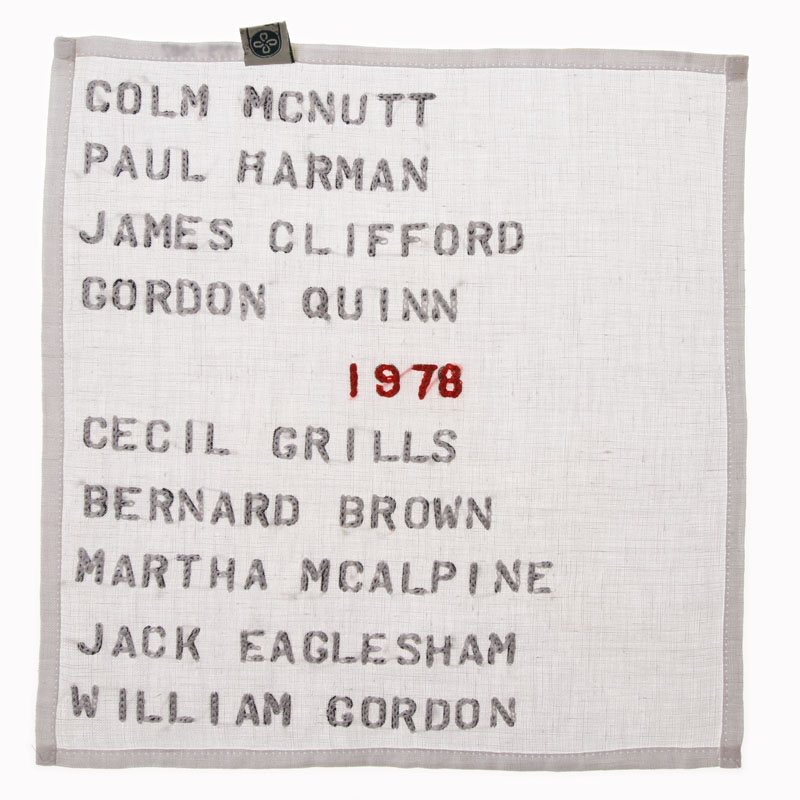 COLM MCNUTT
PAUL HARMAN
JAMES CLIFFORD
GORDON QUINN
1978
CECIL GRILLS
BERNARD BROWN
MARTHA MCALPINE
JACK EAGLESHAM
WILLIAM GORDON